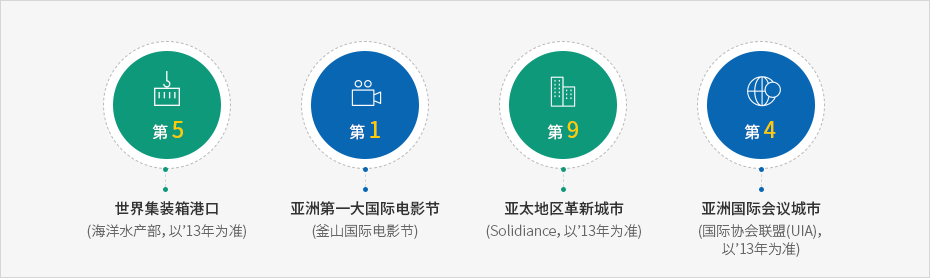 第 5
世界集装箱港口
(海洋水产部，以’13年为准)
第 1
亚洲第一大国际电影节
(釜山国际电影节)
第 9
亚太地区革新城市
(Solidiance，以’13年为准)
第 4
亚洲国际会议城市
(国际协会联盟(UIA)，
以’13年为准)